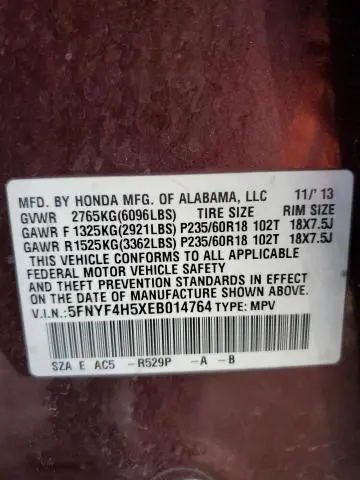 MFD. BY HONDA MFG. OF ALABAMA, LLC 11/'13
GVWR 2765KG(6096LBS) TIRE SIZE RIM SIZE
GAWR F 1325KG(2921LBS) P235/60R18 102T 18X7.5J
GAWR R1525KG(3362LBS) P235/60R18 102T 18X7.5J
THIS VEHICLE CONFORMS TO ALL APPLICABLE
FEDERAL MOTOR VEHICLE SAFETY
AND THEFT PREVENTION STANDARDS IN
EFFECT ON THE DATE OF MANUFACTURE
SHOWN ABOVE.
V.I.N.:5FNYF4H5XEB014764 TYPE: MPV
SZA E AC5 -R529P -A -B